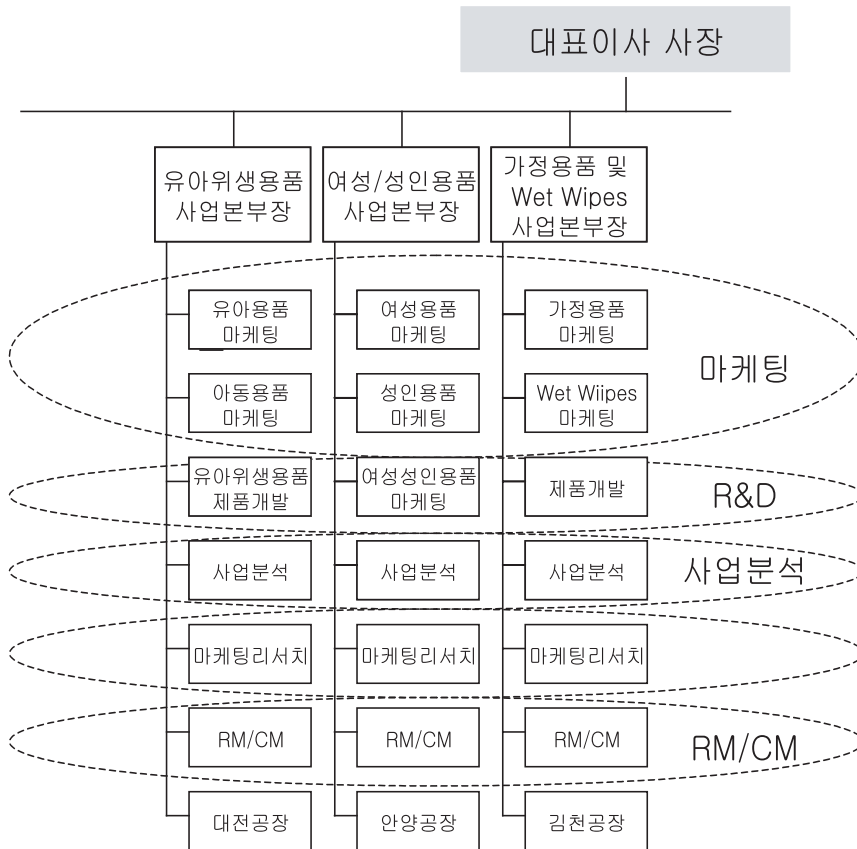 대표이사 사장
유아위생용품
사업본부장
여성/성인용품
사업본부장
가정용품 및
Wet Wipes
사업본부장
유아용품
마케팅
여성용품
마케팅
가정용품
마케팅
마케팅
아동용품
마케팅
성인용품
마케팅
Wet Wiipes
마케팅
유아위생용품
제품개발
여성성인용품
마케팅
제품개발
R&D
사업분석
사업분석
사업분석
사업분석
마케팅리서치
마케팅리서치
마케팅리서치
RM/CM
RM/CM
RM/CM
RM/CM
대전공장
안양공장
김천공장